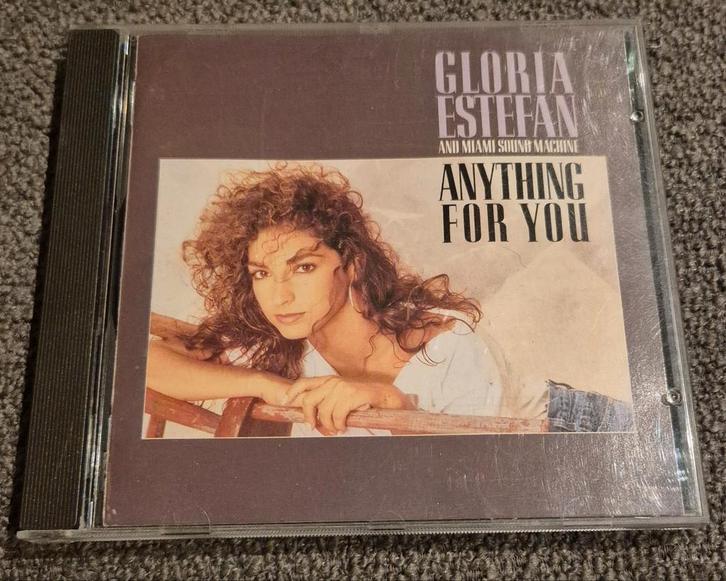 GLORIA
ESTEFAN
AND MIAMI SOUND MACHINE
ANYTHING
FOR YOU